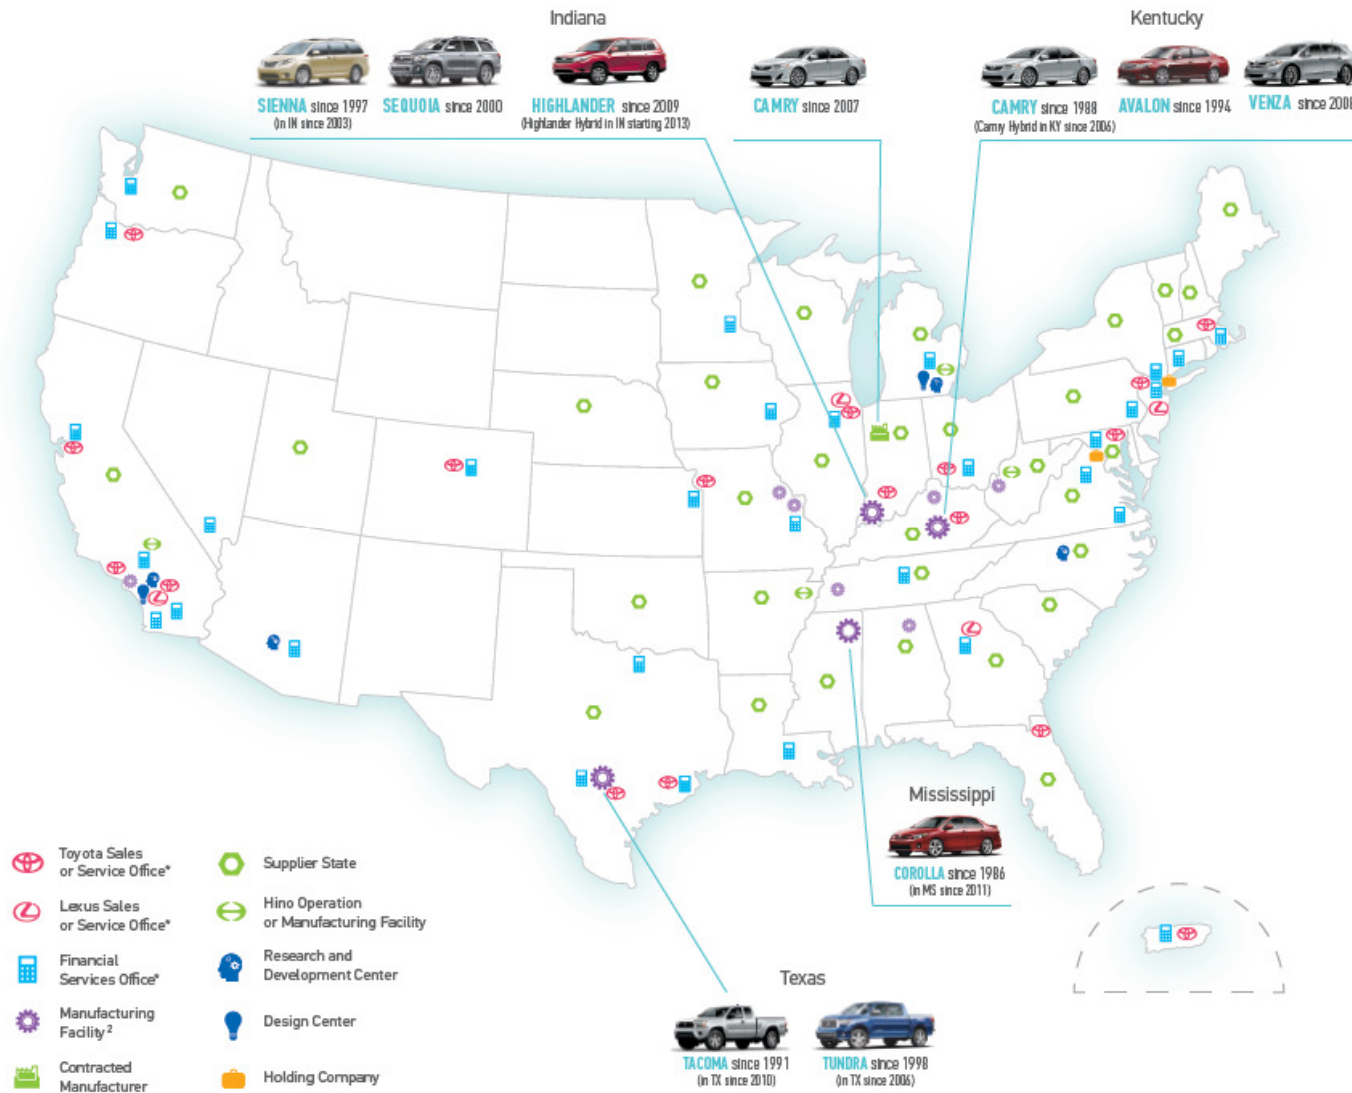 Indiana
Kentucky
SIENNA since 1997
(in IN since 2003)
SEQUOIA since 2000
HIGHLANDER since 2009
(Highlander Hybrid in IN starting 2013)
CAMRY since 2007
CAMRY since 1988
(Camry Hybrid in KY since 2006)
AVALON since 1994
VENZA since 2008
Mississippi
COROLLA since 1986
(in MS since 2011)
Texas
TACOMA since 1991
(in TX since 2010)
TUNDRA since 1998
(in TX since 2006)
Toyota Sales
or Service Office*
Lexus Sales
or Service Office*
Financial
Services Office*
Manufacturing
Facility²
Contracted
Manufacturer
Supplier State
Hino Operation
or Manufacturing Facility
Research and
Development Center
Design Center
Holding Company